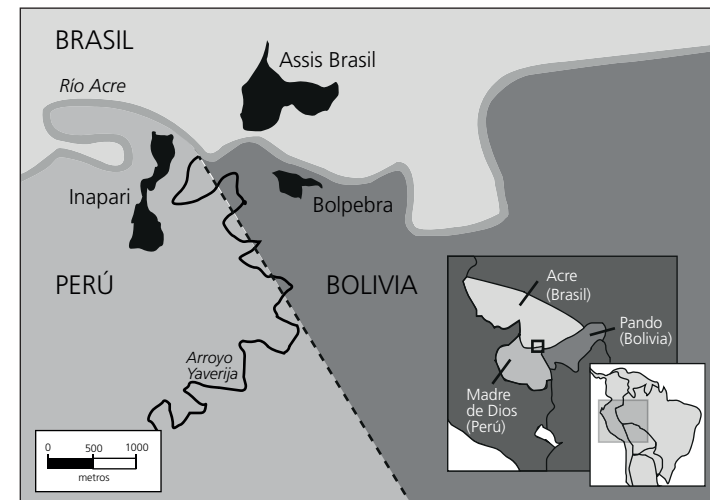 BRASIL
Assis Brasil
Río Acre
Inapari
Bolpebra
PERÚ
BOLIVIA
Arroyo
Yaverija
0 500 1000
metros
Acre
(Brasil)
Pando
(Bolivia)
Madre
de Dios
(Perú)